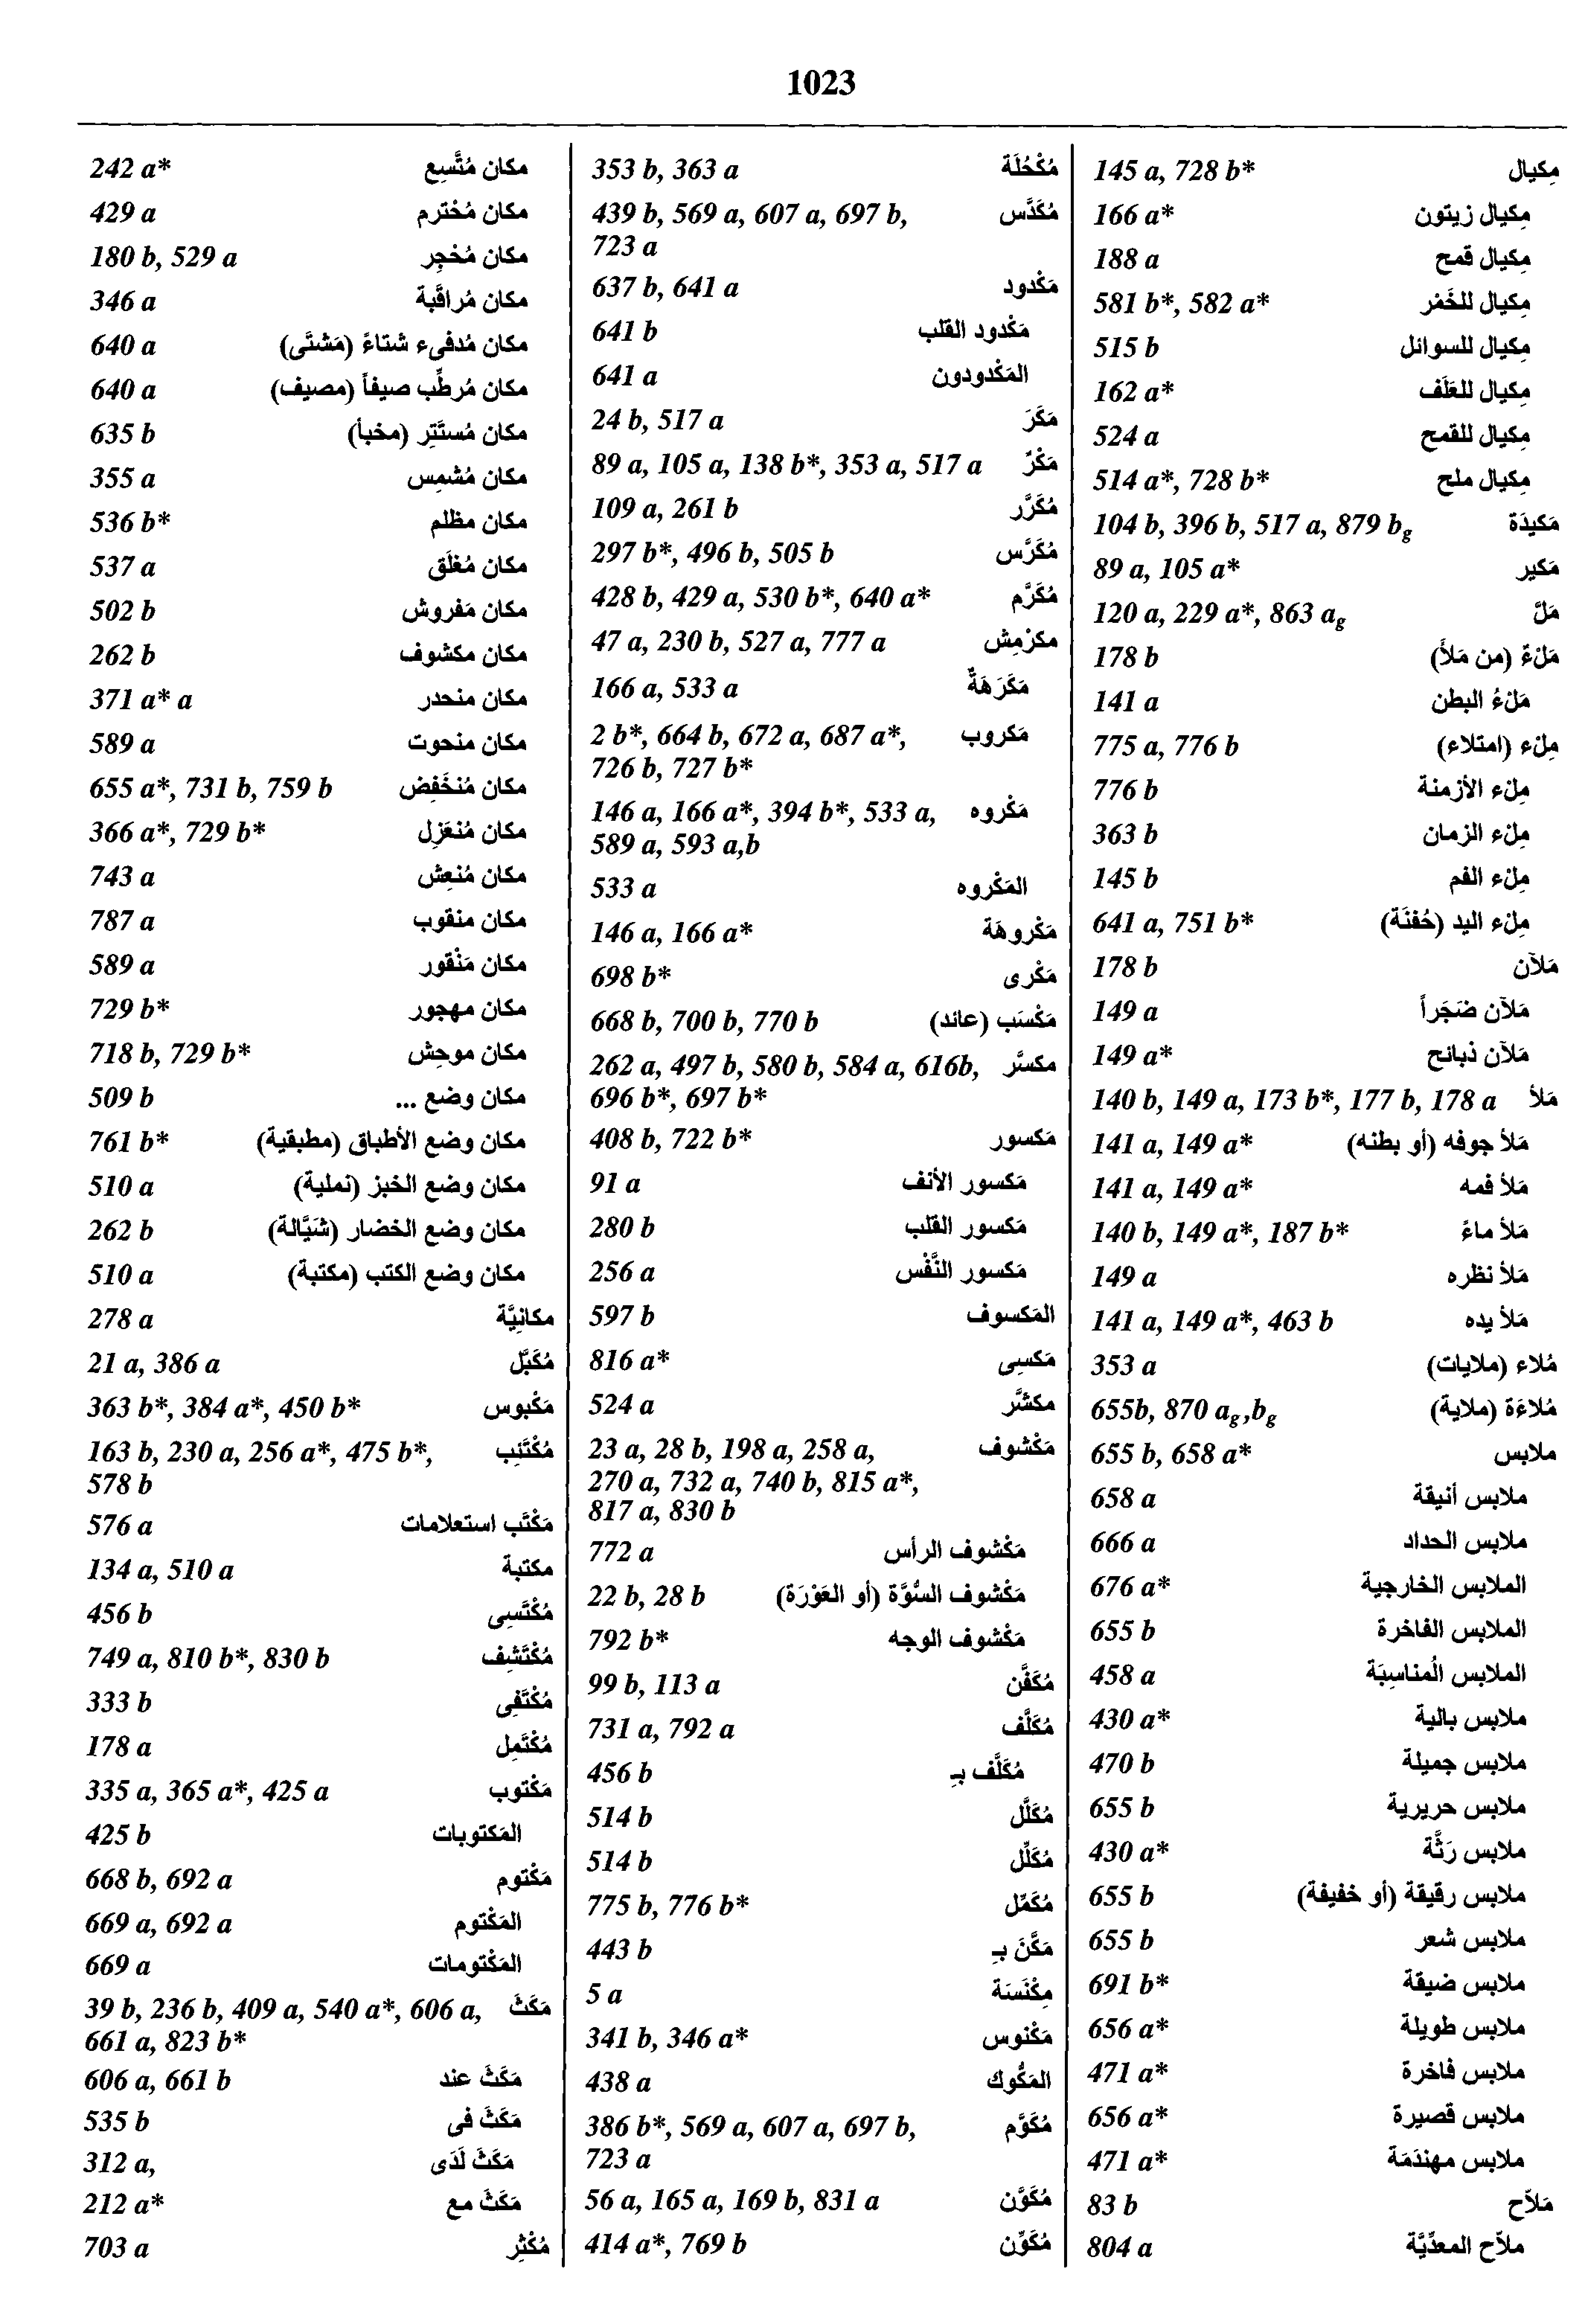 1023
242 a* مكان مُتَّسِع
429 a مكان مُخترم
180 b, 529 a مكان مُحْجِر
346 a مكان مُراقَبة
640 a مكان مُدفىء شتاءً (مَشتَى)
640 a مكان مُرطِّب صيفاً (مصيف)
635 b مكان مُستَتِر (مخبأ)
355 a مكان مُشمِس
536 b* مكان مظلم
537 a مكان مُغلَق
502 b مكان مَفروش
262 b مكان مكشوف
371 a* a مكان منحدر
589 a مكان منحوت
655 a*, 731 b, 759 b مكان مُنخَفِض
366 a*, 729 b* مكان مُنعَزِل
743 a مكان مُنعِش
787 a مكان منقوب
589 a مكان مَنْقور
729 b* مكان مهجور
718 b, 729 b* مكان موحِش
509 b مكان وضع ...
761 b* مكان وضع الأطباق (مطبقية)
510 a مكان وضع الخبز (نملية)
262 b مكان وضع الخضار (شَيَّالة)
510 a مكان وضع الكتب (مكتبة)
278 a مكانِيَّة
21 a, 386 a مُكَبَّل
363 b*, 384 a*, 450 b* مَكْبوس
163 b, 230 a, 256 a*, 475 b*, مُكْتَئِب
578 b
576 a مَكْتَب استعلامات
134 a, 510 a مكتبة
456 b مُكْتَسِى
749 a, 810 b*, 830 b مُكْتَشِف
333 b مُكْتَفِى
178 a مُكْتَمِل
335 a, 365 a*, 425 a مَكْتوب
425 b المَكتوبات
668 b, 692 a مَكْتوم
669 a, 692 a المَكْتوم
669 a المَكْتومات
39 b, 236 b, 409 a, 540 a*, 606 a, مَكَثَ
661 a, 823 b*
606 a, 661 b مَكَثَ عند
535 b مَكَثَ فى
312 a, مَكَثَ لَدَى
212 a* مَكَثَ مع
703 a مُكْثِر
353 b, 363 a مُكْحُلَة
439 b, 569 a, 607 a, 697 b, مُكَدَّس
723 a
637 b, 641 a مَكْدود
641 b مَكْدود القلب
641 a المَكْدودون
24 b, 517 a مَكَرَ
89 a, 105 a, 138 b*, 353 a, 517 a مَكْرٌ
109 a, 261 b مُكَرَّر
297 b*, 496 b, 505 b مُكَرَّس
428 b, 429 a, 530 b*, 640 a* مُكَرَّم
47 a, 230 b, 527 a, 777 a مكرْمِش
166 a, 533 a مَكَرَهَةٌ
2 b*, 664 b, 672 a, 687 a*, مَكروب
726 b, 727 b*
146 a, 166 a*, 394 b*, 533 a, مَكْروه
589 a, 593 a,b
533 a المَكْروه
146 a, 166 a* مَكْروهَة
698 b* مَكْرى
668 b, 700 b, 770 b مَكْسَب (عائد)
262 a, 497 b, 580 b, 584 a, 616b, مكسَّر
696 b*, 697 b*
408 b, 722 b* مَكسور
91 a مَكسور الأنف
280 b مَكسور القلب
256 a مَكسور النَّفْس
597 b المَكسوف
816 a* مَكسِى
524 a مكشَّر
23 a, 28 b, 198 a, 258 a, مَكْشوف
270 a, 732 a, 740 b, 815 a*,
817 a, 830 b
772 a مَكْشوف الرأس
22 b, 28 b مَكْشوف السُّوَّة (أو العَوْرَة)
792 b* مَكْشوف الوجه
99 b, 113 a مُكَفَّن
731 a, 792 a مُكَلَّف
456 b مُكَلَّف بـِ
514 b مُكَلَّل
514 b مُكَلِّل
775 b, 776 b* مُكَمِّل
443 b مَكَّنَ بـِ
5 a مِكْنَسَة
341 b, 346 a* مَكْنوس
438 a المَكُّوك
386 b*, 569 a, 607 a, 697 b, مُكَوَّم
723 a
56 a, 165 a, 169 b, 831 a مُكَوَّن
414 a*, 769 b مُكَوِّن
145 a, 728 b* مِكيال
166 a* مِكيال زيتون
188 a مِكيال قمح
581 b*, 582 a* مِكيال للخَمْر
515 b مِكيال للسوائل
162 a* مِكيال للعَلَف
524 a مِكيال للقمح
514 a*, 728 b* مِكيال ملح
104 b, 396 b, 517 a, 879 bg مَكيدَة
89 a, 105 a* مَكير
120 a, 229 a*, 863 ag مَلَّ
178 b مَلْءٌ (من مَلأَ)
141 a مَلْءُ البطن
775 a, 776 b مِلْء (امتلاء)
776 b مِلْء الأزمنة
363 b مِلْء الزمان
145 b مِلْء الفم
641 a, 751 b* مِلْء اليد (حُفنَة)
178 b مَلآن
149 a مَلآن ضَجَراً
149 a* مَلآن ذبائح
140 b, 149 a, 173 b*, 177 b, 178 a مَلأ
141 a, 149 a* مَلأ جوفه (أو بطنه)
141 a, 149 a* مَلأ فمه
140 b, 149 a*, 187 b* مَلأ ماءً
149 a مَلأ نظره
141 a, 149 a*, 463 b مَلأ يده
353 a مُلاء (ملايات)
655b, 870 ag,bg مُلاءَة (ملاية)
655 b, 658 a* ملابس
658 a ملابس أنيقة
666 a ملابس الحداد
676 a* الملابس الخارجية
655 b الملابس الفاخرة
458 a الملابس المُناسِبَة
430 a* ملابس بالية
470 b ملابس جميلة
655 b ملابس حريرية
430 a* ملابس رَثَّة
655 b ملابس رقيقة (أو خفيفة)
655 b ملابس شعر
691 b* ملابس ضيقة
656 a* ملابس طويلة
471 a* ملابس فاخرة
656 a* ملابس قصيرة
471 a* ملابس مهندَمَة
83 b مَلاَّح
804 a ملاَّح المعدِّيَّة